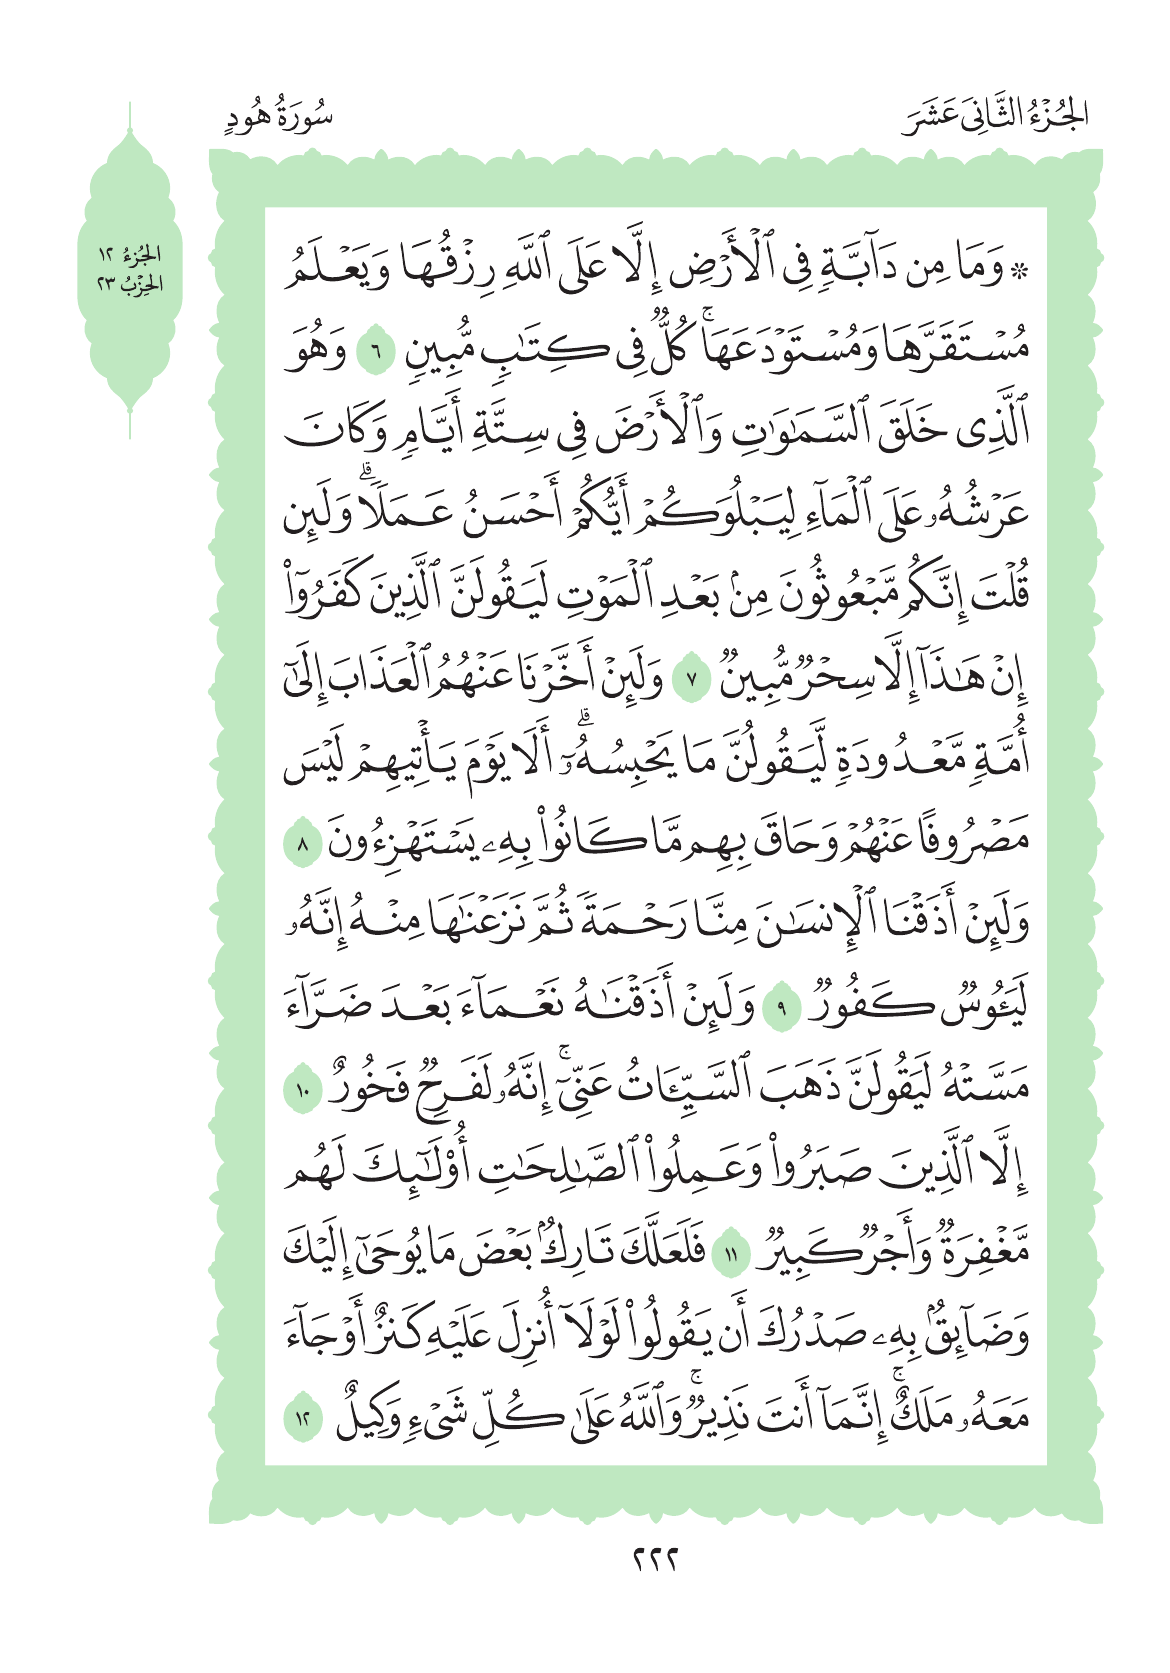 الجُزْءُ الثَّانِيَ عَشَرَ
سُورَةُ هُودٍ
الجُزءُ ١٢
الحِزْبُ ٢٣
۞ وَمَا مِن دَآبَّةٖ فِي ٱلۡأَرۡضِ إِلَّا عَلَى ٱللَّهِ رِزۡقُهَا وَيَعۡلَمُ
مُسۡتَقَرَّهَا وَمُسۡتَوۡدَعَهَاۚ كُلّٞ فِي كِتَٰبٖ مُّبِينٖ ٦ وَهُوَ
ٱلَّذِي خَلَقَ ٱلسَّمَٰوَٰتِ وَٱلۡأَرۡضَ فِي سِتَّةِ أَيَّامٖ وَكَانَ
عَرۡشُهُۥ عَلَى ٱلۡمَآءِ لِيَبۡلُوَكُمۡ أَيُّكُمۡ أَحۡسَنُ عَمَلٗاۗ وَلَئِن
قُلۡتَ إِنَّكُم مَّبۡعُوثُونَ مِنۢ بَعۡدِ ٱلۡمَوۡتِ لَيَقُولَنَّ ٱلَّذِينَ كَفَرُوٓاْ
إِنۡ هَٰذَآ إِلَّا سِحۡرٞ مُّبِينٞ ٧ وَلَئِنۡ أَخَّرۡنَا عَنۡهُمُ ٱلۡعَذَابَ إِلَىٰٓ
أُمَّةٖ مَّعۡدُودَةٖ لَّيَقُولُنَّ مَا يَحۡبِسُهُۥٓۗ أَلَا يَوۡمَ يَأۡتِيهِمۡ لَيۡسَ
مَصۡرُوفًا عَنۡهُمۡ وَحَاقَ بِهِم مَّا كَانُواْ بِهِۦ يَسۡتَهۡزِءُونَ ٨
وَلَئِنۡ أَذَقۡنَا ٱلۡإِنسَٰنَ مِنَّا رَحۡمَةٗ ثُمَّ نَزَعۡنَٰهَا مِنۡهُ إِنَّهُۥ
لَيَـُٔوسٞ كَفُورٞ ٩ وَلَئِنۡ أَذَقۡنَٰهُ نَعۡمَآءَ بَعۡدَ ضَرَّآءَ
مَسَّتۡهُ لَيَقُولَنَّ ذَهَبَ ٱلسَّيِّـَٔاتُ عَنِّيٓۚ إِنَّهُۥ لَفَرِحٞ فَخُورٌ ١٠
إِلَّا ٱلَّذِينَ صَبَرُواْ وَعَمِلُواْ ٱلصَّٰلِحَٰتِ أُوْلَٰٓئِكَ لَهُم
مَّغۡفِرَةٞ وَأَجۡرٞ كَبِيرٞ ١١ فَلَعَلَّكَ تَارِكُۢ بَعۡضَ مَا يُوحَىٰٓ إِلَيۡكَ
وَضَآئِقُۢ بِهِۦ صَدۡرُكَ أَن يَقُولُواْ لَوۡلَآ أُنزِلَ عَلَيۡهِ كَنزٌ أَوۡ جَآءَ
مَعَهُۥ مَلَكٌۚ إِنَّمَآ أَنتَ نَذِيرٞۚ وَٱللَّهُ عَلَىٰ كُلِّ شَيۡءٖ وَكِيلٌ ١٢
٢٢٢